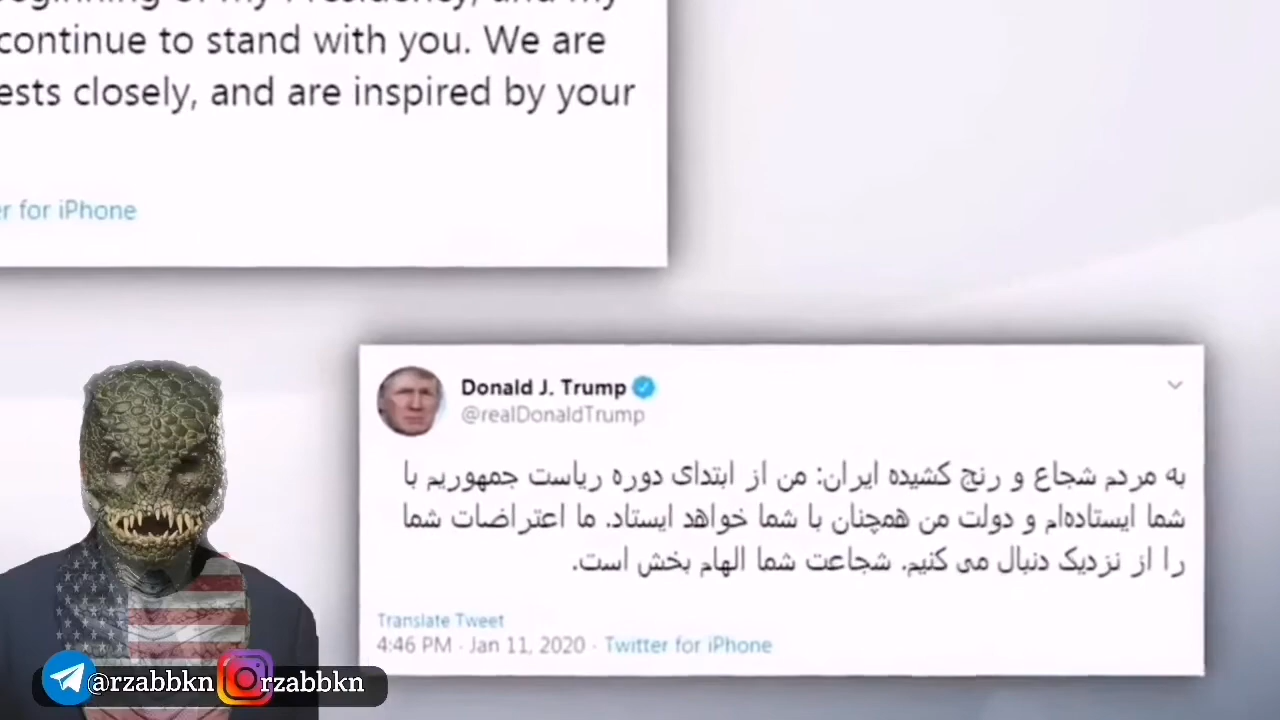 beginning of my Presidency, and my
continue to stand with you. We are
ests closely, and are inspired by your
er for iPhone
Donald J. Trump
@realDonaldTrump
به مردم شجاع و رنج کشیده ایران: من از ابتدای دوره ریاست جمهوریم با
شما ایستاده‌ام و دولت من همچنان با شما خواهد ایستاد. ما اعتراضات شما
را از نزدیک دنبال می کنیم. شجاعت شما الهام بخش است.
Translate Tweet
4:46 PM · Jan 11, 2020 · Twitter for iPhone
@rzabbkn rzabbkn